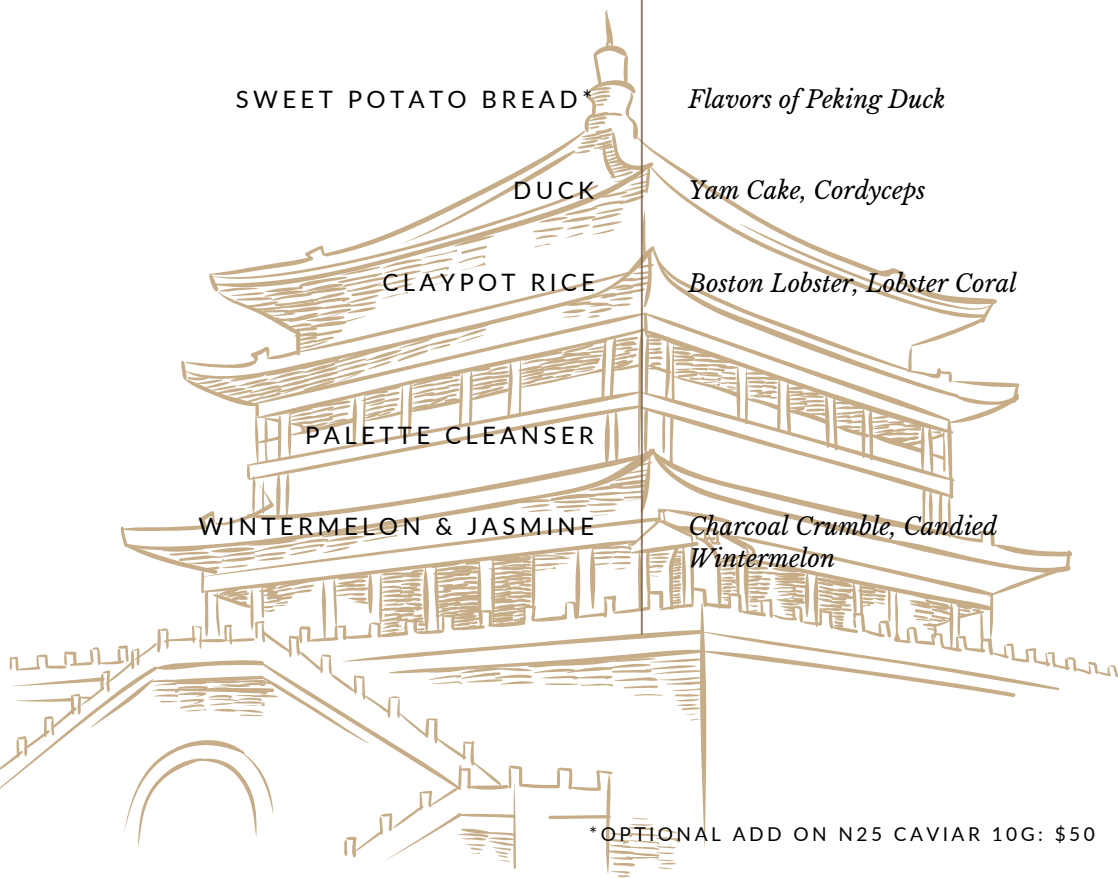 SWEET POTATO BREAD* Flavors of Peking Duck
DUCK Yam Cake, Cordyceps
CLAYPOT RICE Boston Lobster, Lobster Coral
PALETTE CLEANSER
WINTERMELON & JASMINE Charcoal Crumble, Candied
Wintermelon
*OPTIONAL ADD ON N25 CAVIAR 10G: $50